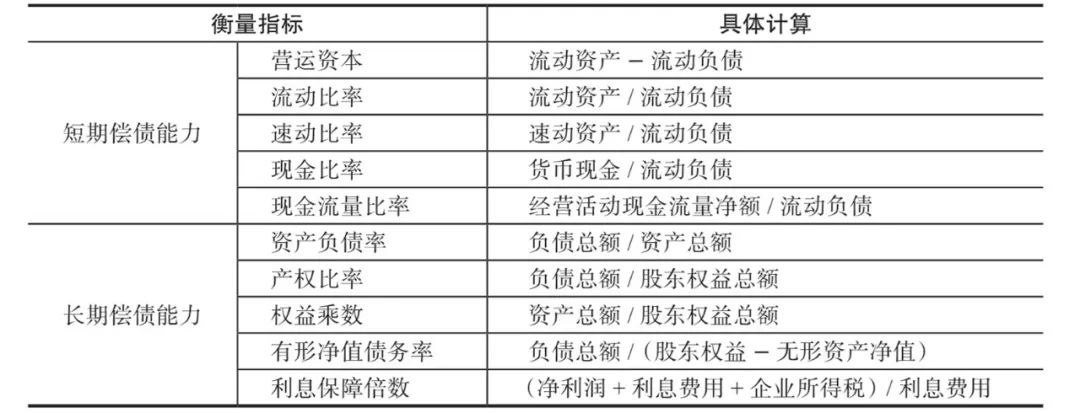 衡量指标 具体计算
短期偿债能力 营运资本 流动资产 – 流动负债
流动比率 流动资产 / 流动负债
速动比率 速动资产 / 流动负债
现金比率 货币现金 / 流动负债
现金流量比率 经营活动现金流量净额 / 流动负债
长期偿债能力 资产负债率 负债总额 / 资产总额
产权比率 负债总额 / 股东权益总额
权益乘数 资产总额 / 股东权益总额
有形净值债务率 负债总额 /（股东权益 – 无形资产净值）
利息保障倍数 （净利润 + 利息费用 + 企业所得税）/ 利息费用